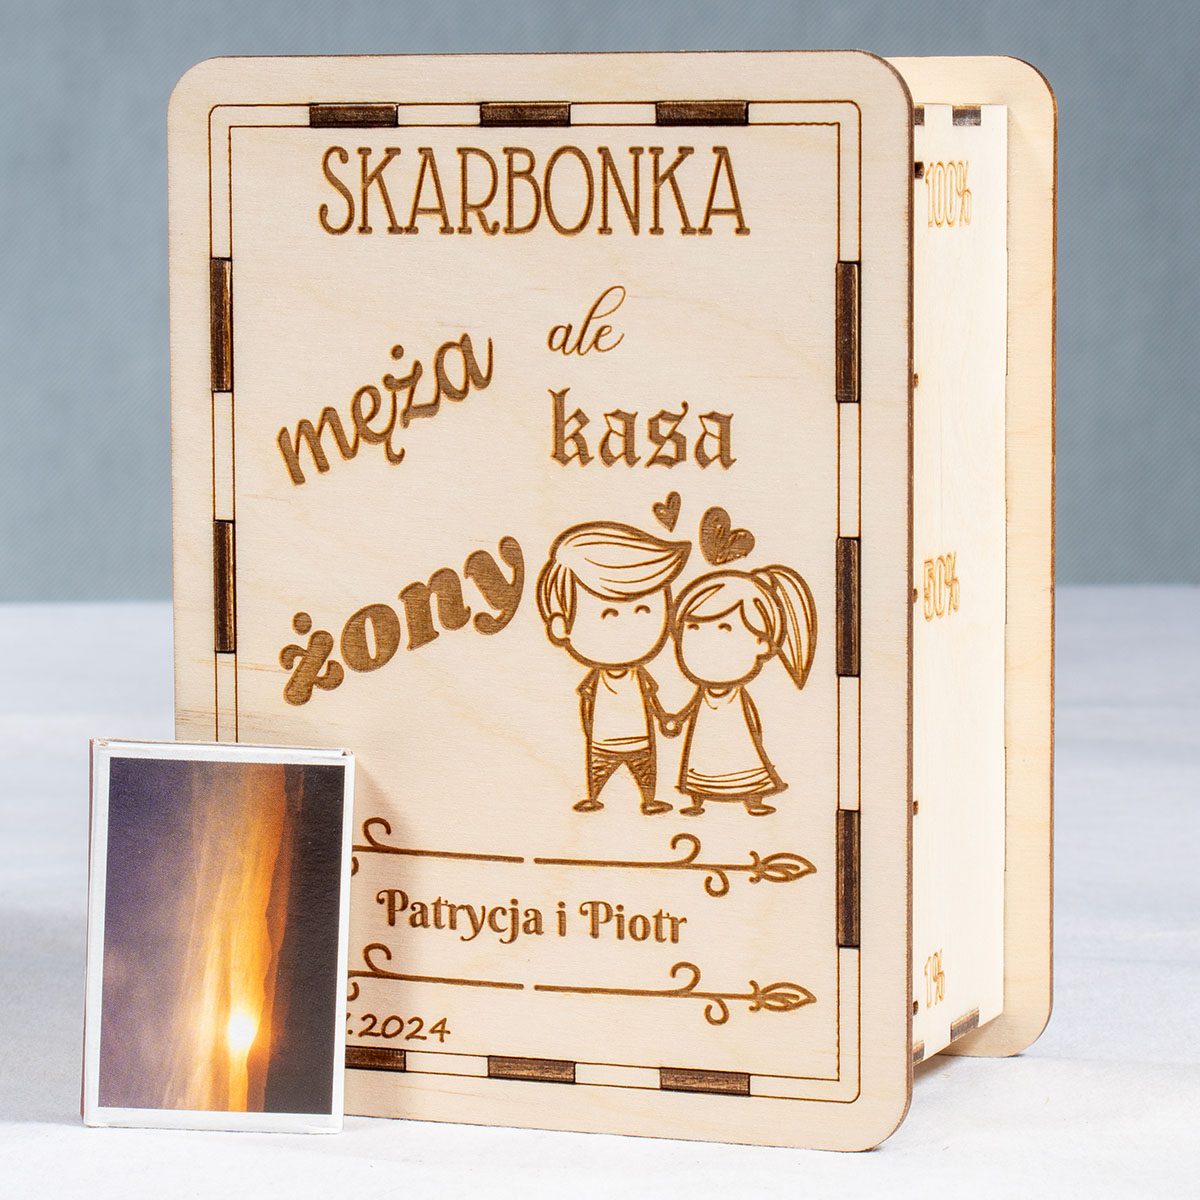 SKARBONKA
męża ale
kasa
żony
Patrycja i Piotr
.2024
100%
50%
1%